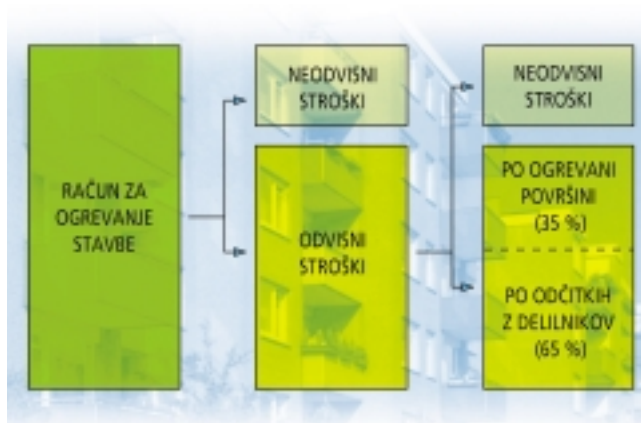 RAČUN ZA
OGREVANJE
STAVBE
NEODVISNI
STROŠKI
ODVISNI
STROŠKI
NEODVISNI
STROŠKI
PO OGREVANI
POVRŠINI
(35 %)
PO ODČITKIH
Z DELILNIKOV
(65 %)